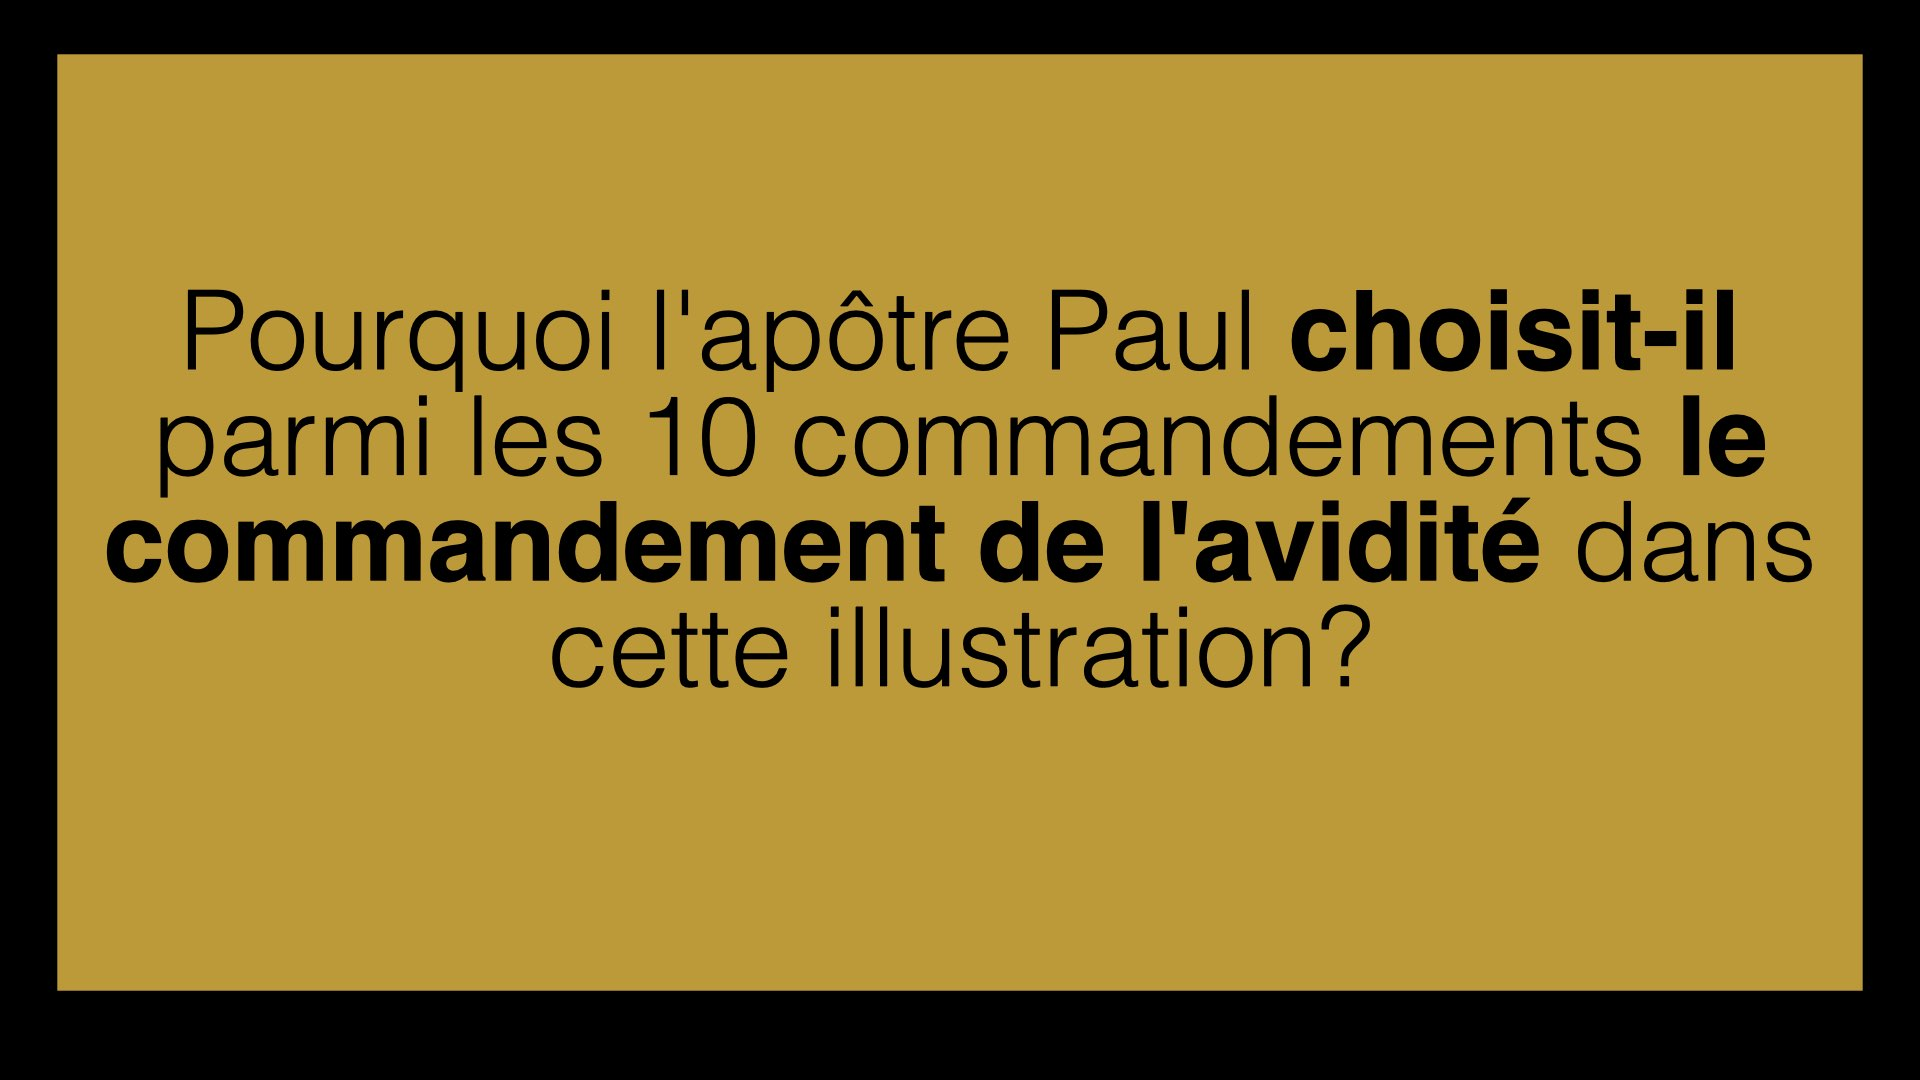 Pourquoi l'apôtre Paul choisit-il
parmi les 10 commandements le
commandement de l'avidité dans
cette illustration?